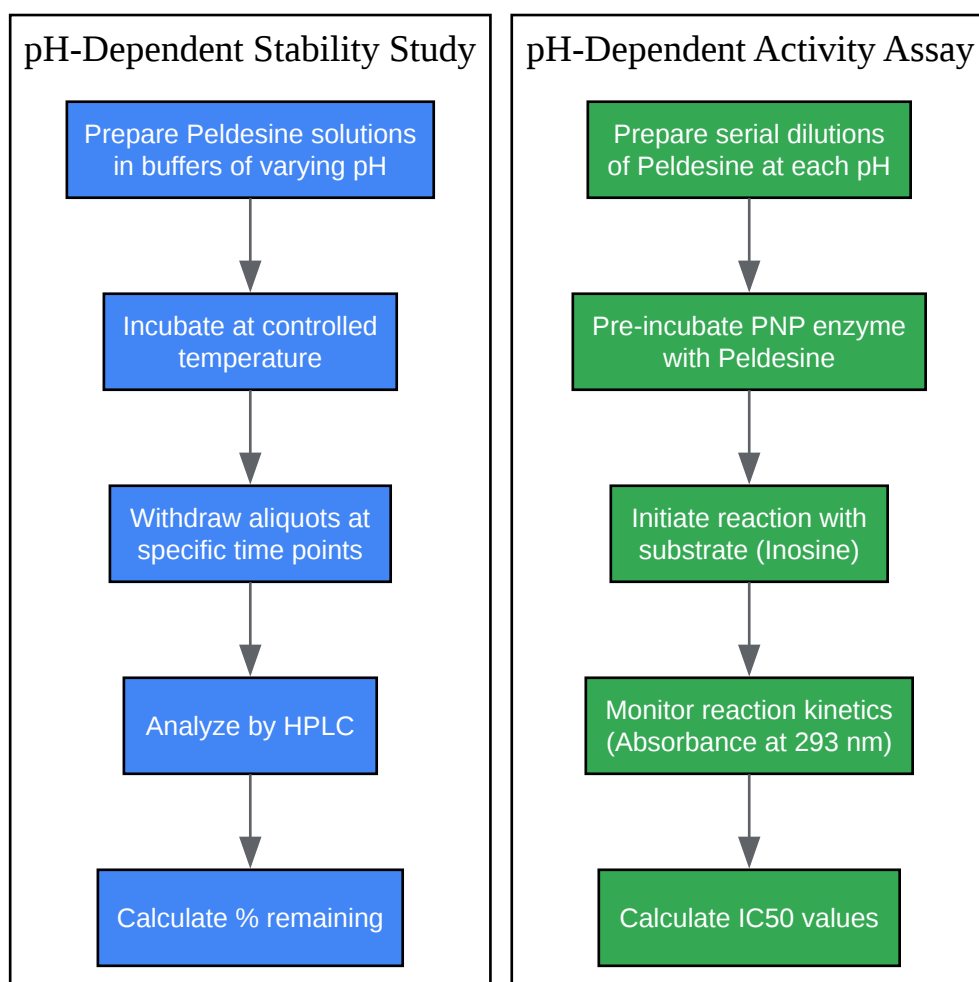 pH-Dependent Stability Study
Prepare Peldesine solutions
in buffers of varying pH
Incubate at controlled
temperature
Withdraw aliquots at
specific time points
Analyze by HPLC
Calculate % remaining
pH-Dependent Activity Assay
Prepare serial dilutions
of Peldesine at each pH
Pre-incubate PNP enzyme
with Peldesine
Initiate reaction with
substrate (Inosine)
Monitor reaction kinetics
(Absorbance at 293 nm)
Calculate IC50 values